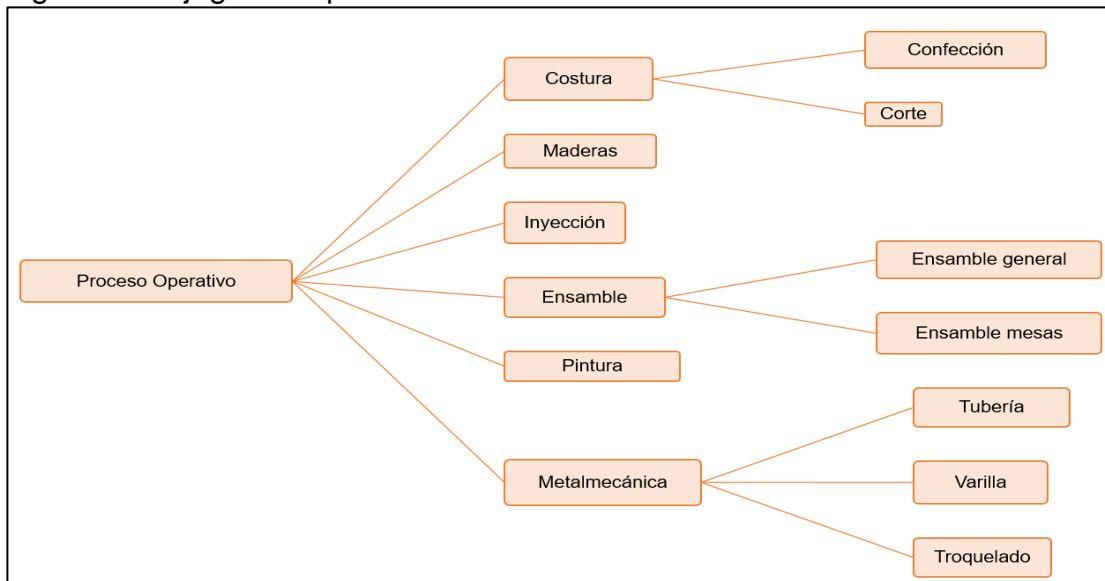 Proceso Operativo
Costura
Confección
Corte
Maderas
Inyección
Ensamble
Ensamble general
Ensamble mesas
Pintura
Metalmecánica
Tubería
Varilla
Troquelado